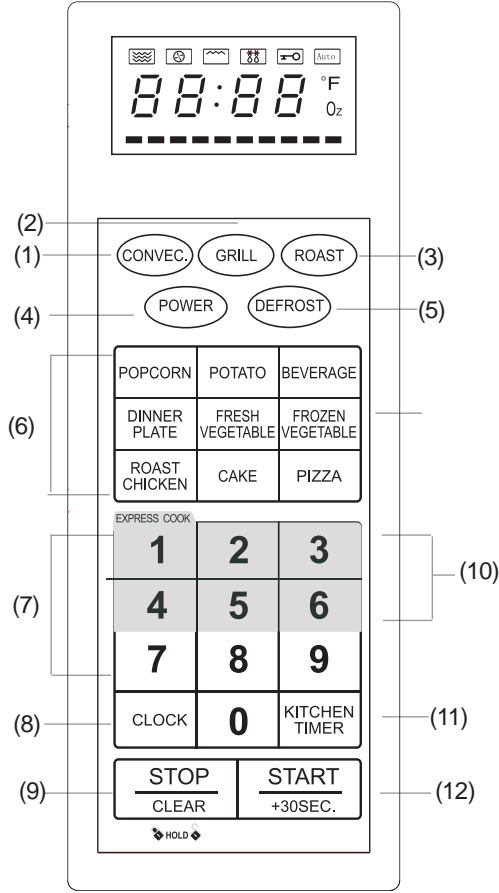 Auto
88:88 °F
Oz
(2)
(1) CONVEC. GRILL ROAST (3)
(4) POWER DEFROST (5)
POPCORN POTATO BEVERAGE
(6)
DINNER PLATE FRESH VEGETABLE FROZEN VEGETABLE
ROAST CHICKEN CAKE PIZZA
EXPRESS COOK
1 2 3
(10)
(7)
4 5 6
7 8 9
(8) CLOCK 0 KITCHEN TIMER (11)
(9) STOP START (12)
CLEAR +30SEC.
HOLD